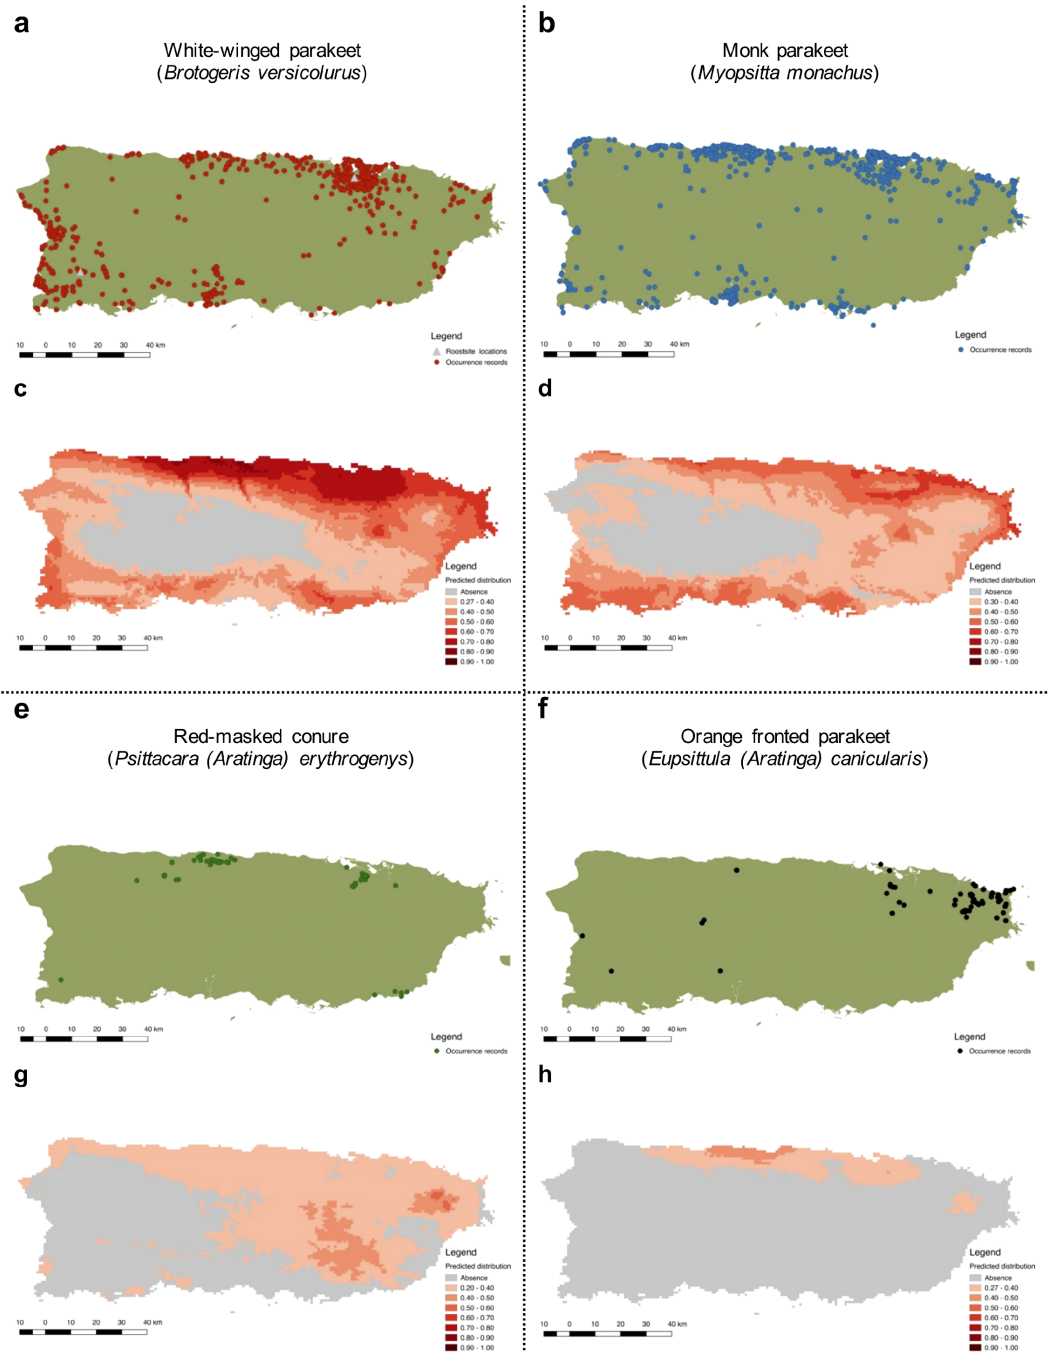 a
White-winged parakeet
(Brotogeris versicolurus)
Legend
Roostsite locations
Occurrence records
10 0 10 20 30 40 km
b
Monk parakeet
(Myopsitta monachus)
Legend
Occurrence records
10 0 10 20 30 40 km
c
Legend
Predicted distribution
Absence
0.27 - 0.40
0.40 - 0.50
0.50 - 0.60
0.60 - 0.70
0.70 - 0.80
0.80 - 0.90
0.90 - 1.00
10 0 10 20 30 40 km
d
Legend
Predicted distribution
Absence
0.30 - 0.40
0.40 - 0.50
0.50 - 0.60
0.60 - 0.70
0.70 - 0.80
0.80 - 0.90
0.90 - 1.00
10 0 10 20 30 40 km
e
Red-masked conure
(Psittacara (Aratinga) erythrogenys)
Legend
Occurrence records
10 0 10 20 30 40 km
f
Orange fronted parakeet
(Eupsittula (Aratinga) canicularis)
Legend
Occurrence records
10 0 10 20 30 40 km
g
Legend
Predicted distribution
Absence
0.20 - 0.40
0.40 - 0.50
0.50 - 0.60
0.60 - 0.70
0.70 - 0.80
0.80 - 0.90
0.90 - 1.00
10 0 10 20 30 40 km
h
Legend
Predicted distribution
Absence
0.27 - 0.40
0.40 - 0.50
0.50 - 0.60
0.60 - 0.70
0.70 - 0.80
0.80 - 0.90
0.90 - 1.00
10 0 10 20 30 40 km